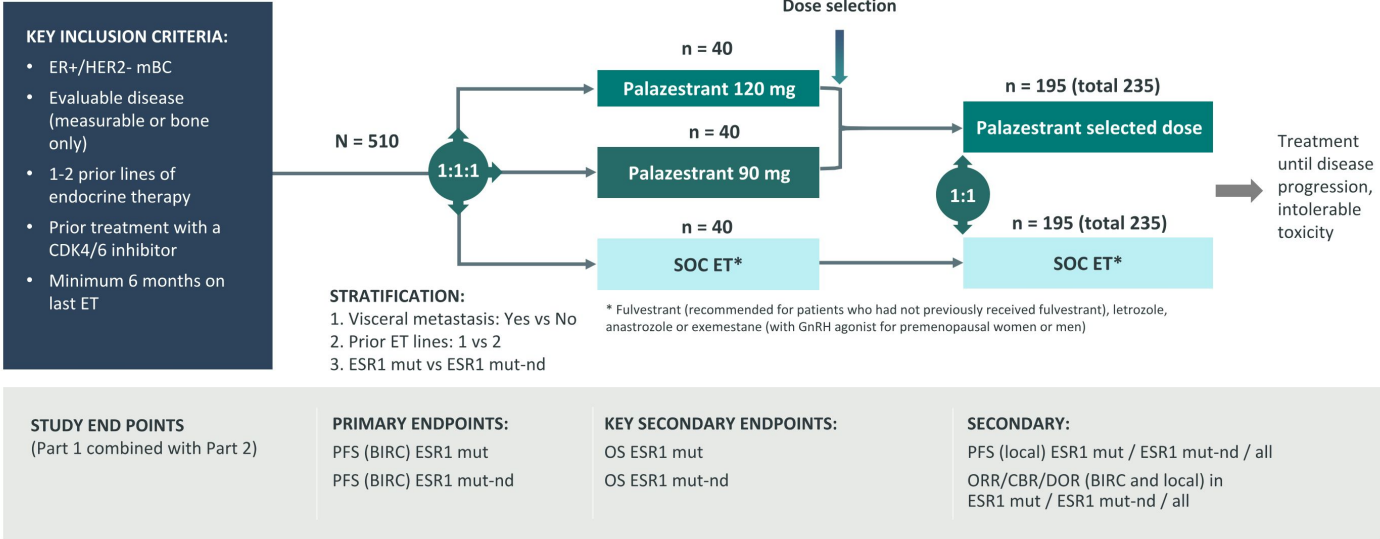 Dose selection
KEY INCLUSION CRITERIA:
• ER+/HER2- mBC
• Evaluable disease
(measurable or bone
only)
• 1-2 prior lines of
endocrine therapy
• Prior treatment with a
CDK4/6 inhibitor
• Minimum 6 months on
last ET
N = 510
1:1:1
n = 40
Palazestrant 120 mg
n = 40
Palazestrant 90 mg
n = 40
SOC ET*
n = 195 (total 235)
Palazestrant selected dose
1:1
n = 195 (total 235)
SOC ET*
Treatment
until disease
progression,
intolerable
toxicity
STRATIFICATION:
1. Visceral metastasis: Yes vs No
2. Prior ET lines: 1 vs 2
3. ESR1 mut vs ESR1 mut-nd
* Fulvestrant (recommended for patients who had not previously received fulvestrant), letrozole,
anastrozole or exemestane (with GnRH agonist for premenopausal women or men)
STUDY END POINTS
(Part 1 combined with Part 2)
PRIMARY ENDPOINTS:
PFS (BIRC) ESR1 mut
PFS (BIRC) ESR1 mut-nd
KEY SECONDARY ENDPOINTS:
OS ESR1 mut
OS ESR1 mut-nd
SECONDARY:
PFS (local) ESR1 mut / ESR1 mut-nd / all
ORR/CBR/DOR (BIRC and local) in
ESR1 mut / ESR1 mut-nd / all